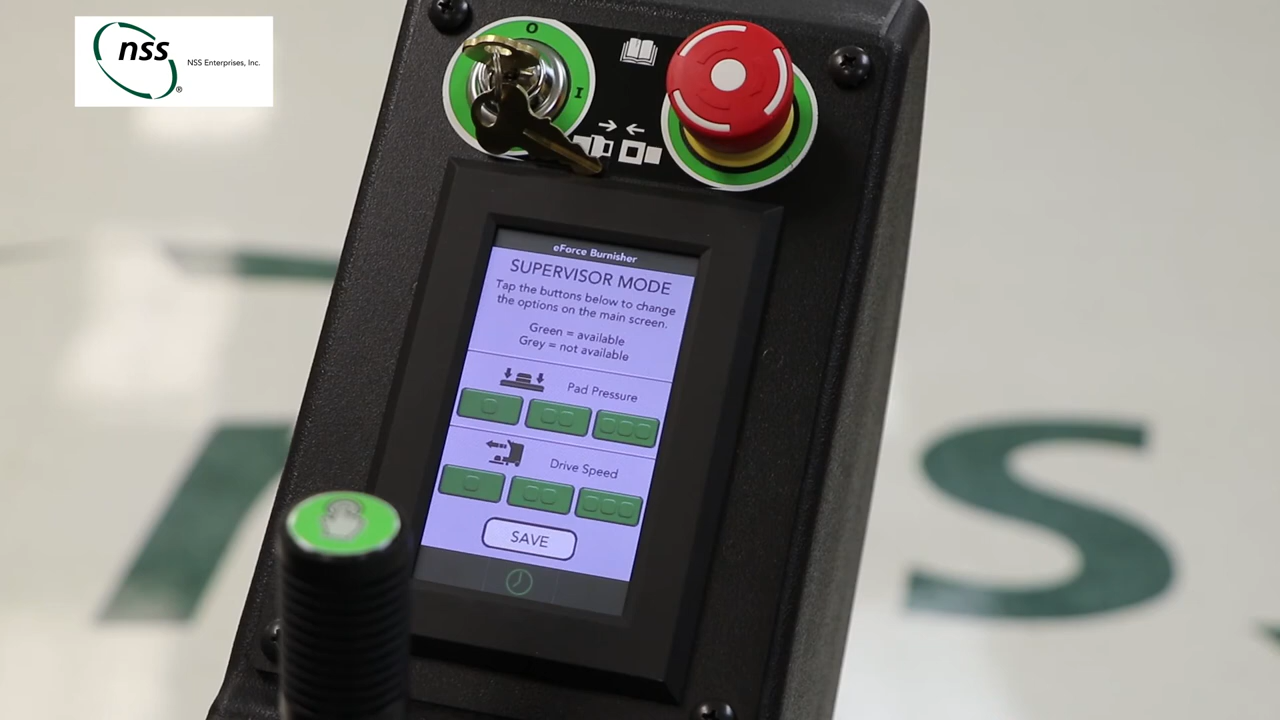 nss
NSS Enterprises, Inc.
®
O
I
eForce Burnisher
SUPERVISOR MODE
Tap the buttons below to change
the options on the main screen.
Green = available
Grey = not available
Pad Pressure
Drive Speed
SAVE
S